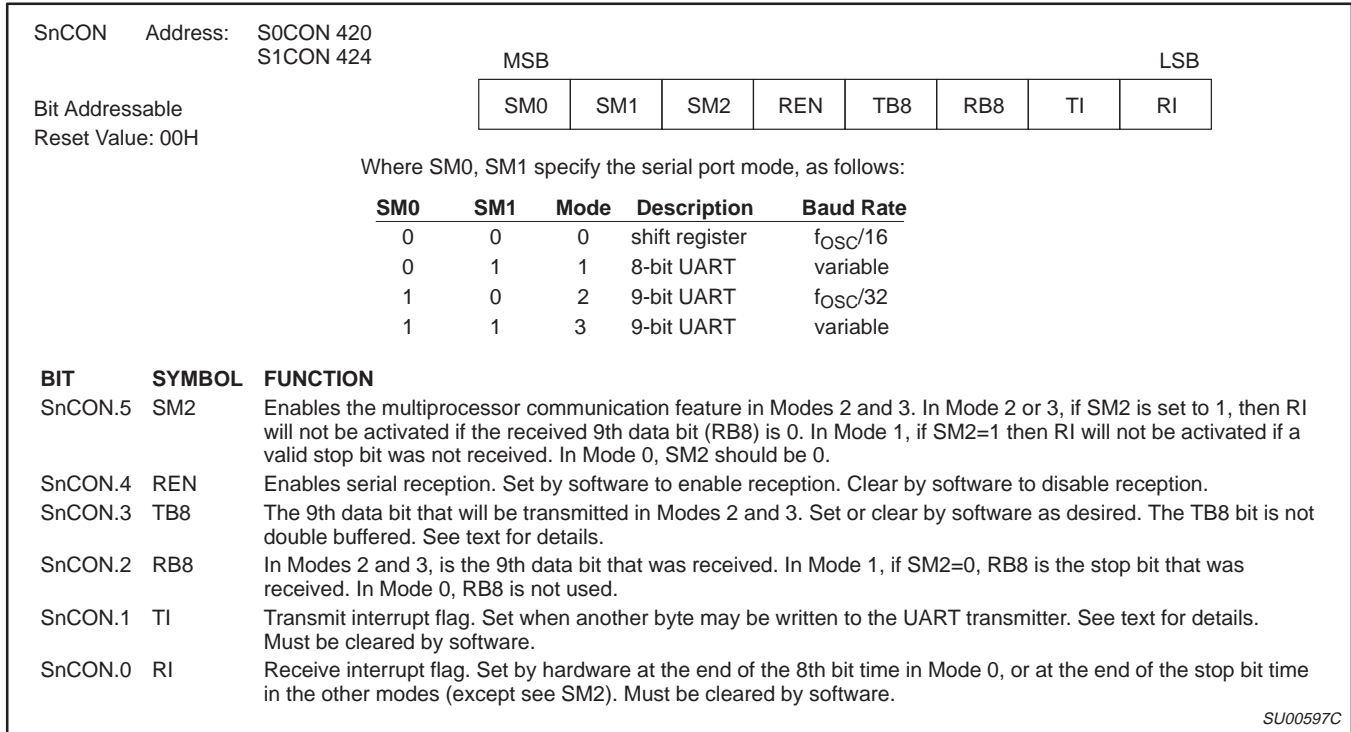 SnCON Address: S0CON 420
S1CON 424
MSB LSB
Bit Addressable
Reset Value: 00H
SM0 SM1 SM2 REN TB8 RB8 TI RI
Where SM0, SM1 specify the serial port mode, as follows:
SM0 SM1 Mode Description Baud Rate
0 0 0 shift register fOSC/16
0 1 1 8-bit UART variable
1 0 2 9-bit UART fOSC/32
1 1 3 9-bit UART variable
BIT SYMBOL FUNCTION
SnCON.5 SM2 Enables the multiprocessor communication feature in Modes 2 and 3. In Mode 2 or 3, if SM2 is set to 1, then RI
will not be activated if the received 9th data bit (RB8) is 0. In Mode 1, if SM2=1 then RI will not be activated if a
valid stop bit was not received. In Mode 0, SM2 should be 0.
SnCON.4 REN Enables serial reception. Set by software to enable reception. Clear by software to disable reception.
SnCON.3 TB8 The 9th data bit that will be transmitted in Modes 2 and 3. Set or clear by software as desired. The TB8 bit is not
double buffered. See text for details.
SnCON.2 RB8 In Modes 2 and 3, is the 9th data bit that was received. In Mode 1, if SM2=0, RB8 is the stop bit that was
received. In Mode 0, RB8 is not used.
SnCON.1 TI Transmit interrupt flag. Set when another byte may be written to the UART transmitter. See text for details.
Must be cleared by software.
SnCON.0 RI Receive interrupt flag. Set by hardware at the end of the 8th bit time in Mode 0, or at the end of the stop bit time
in the other modes (except see SM2). Must be cleared by software.
SU00597C